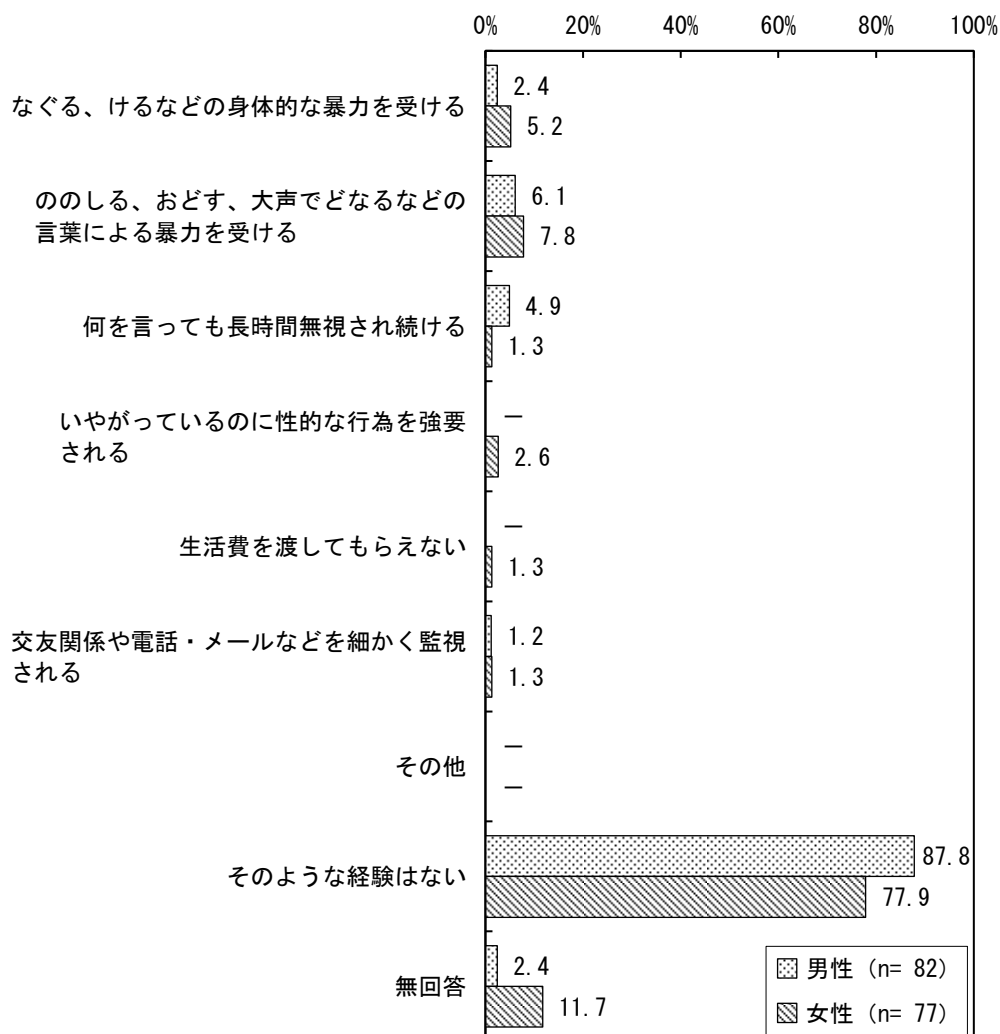 0% 20% 40% 60% 80% 100%
なぐる、けるなどの身体的な暴力を受ける
2.4
5.2
ののしる、おどす、大声でどなるなどの
言葉による暴力を受ける
6.1
7.8
何を言っても長時間無視され続ける
4.9
1.3
いやがっているのに性的な行為を強要
される
－
2.6
生活費を渡してもらえない
－
1.3
交友関係や電話・メールなどを細かく監視
される
1.2
1.3
その他
－
－
そのような経験はない
87.8
77.9
無回答
2.4
11.7
男性（n= 82）
女性（n= 77）